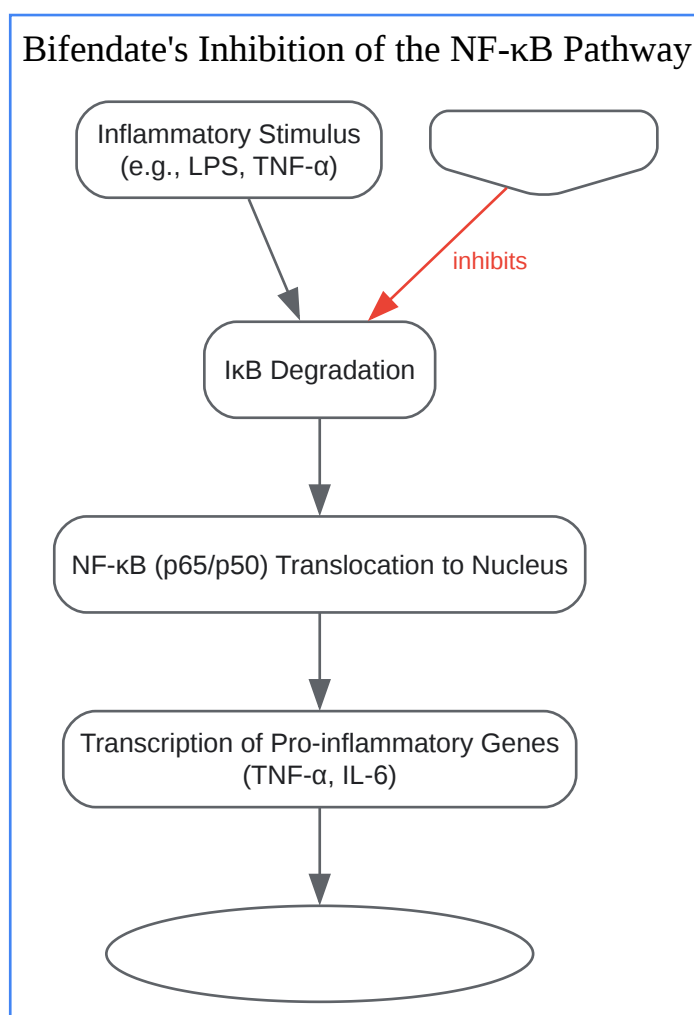 Bifendate's Inhibition of the NF-κB Pathway
Inflammatory Stimulus
(e.g., LPS, TNF-α)
inhibits
IκB Degradation
NF-κB (p65/p50) Translocation to Nucleus
Transcription of Pro-inflammatory Genes
(TNF-α, IL-6)